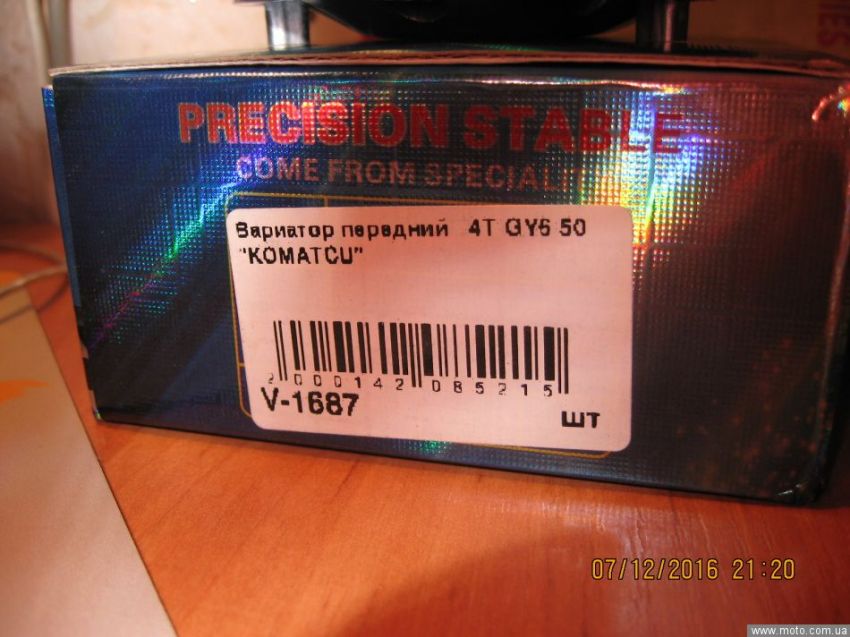 PRECISION STABLE
COME FROM SPECIALIT
Вариатор передний 4T GY6 50
"KOMATCU"
2000142085215
V-1687
шт
07/12/2016 21:20
www.moto.com.ua